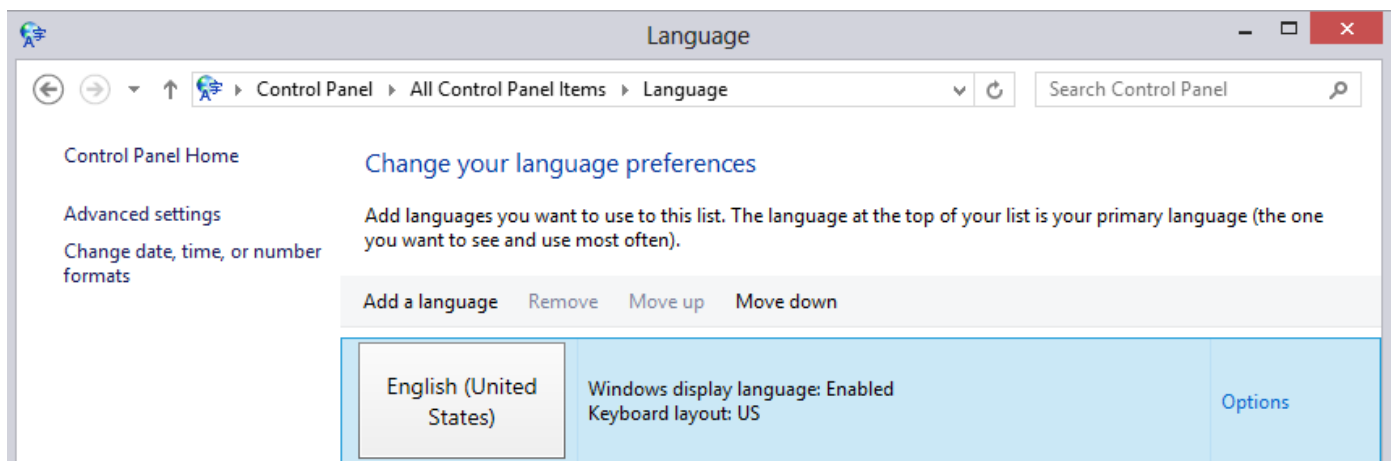 Language
Control Panel ▸ All Control Panel Items ▸ Language
Search Control Panel
Control Panel Home
Advanced settings
Change date, time, or number
formats
Change your language preferences
Add languages you want to use to this list. The language at the top of your list is your primary language (the one
you want to see and use most often).
Add a language Remove Move up Move down
English (United
States)
Windows display language: Enabled
Keyboard layout: US
Options